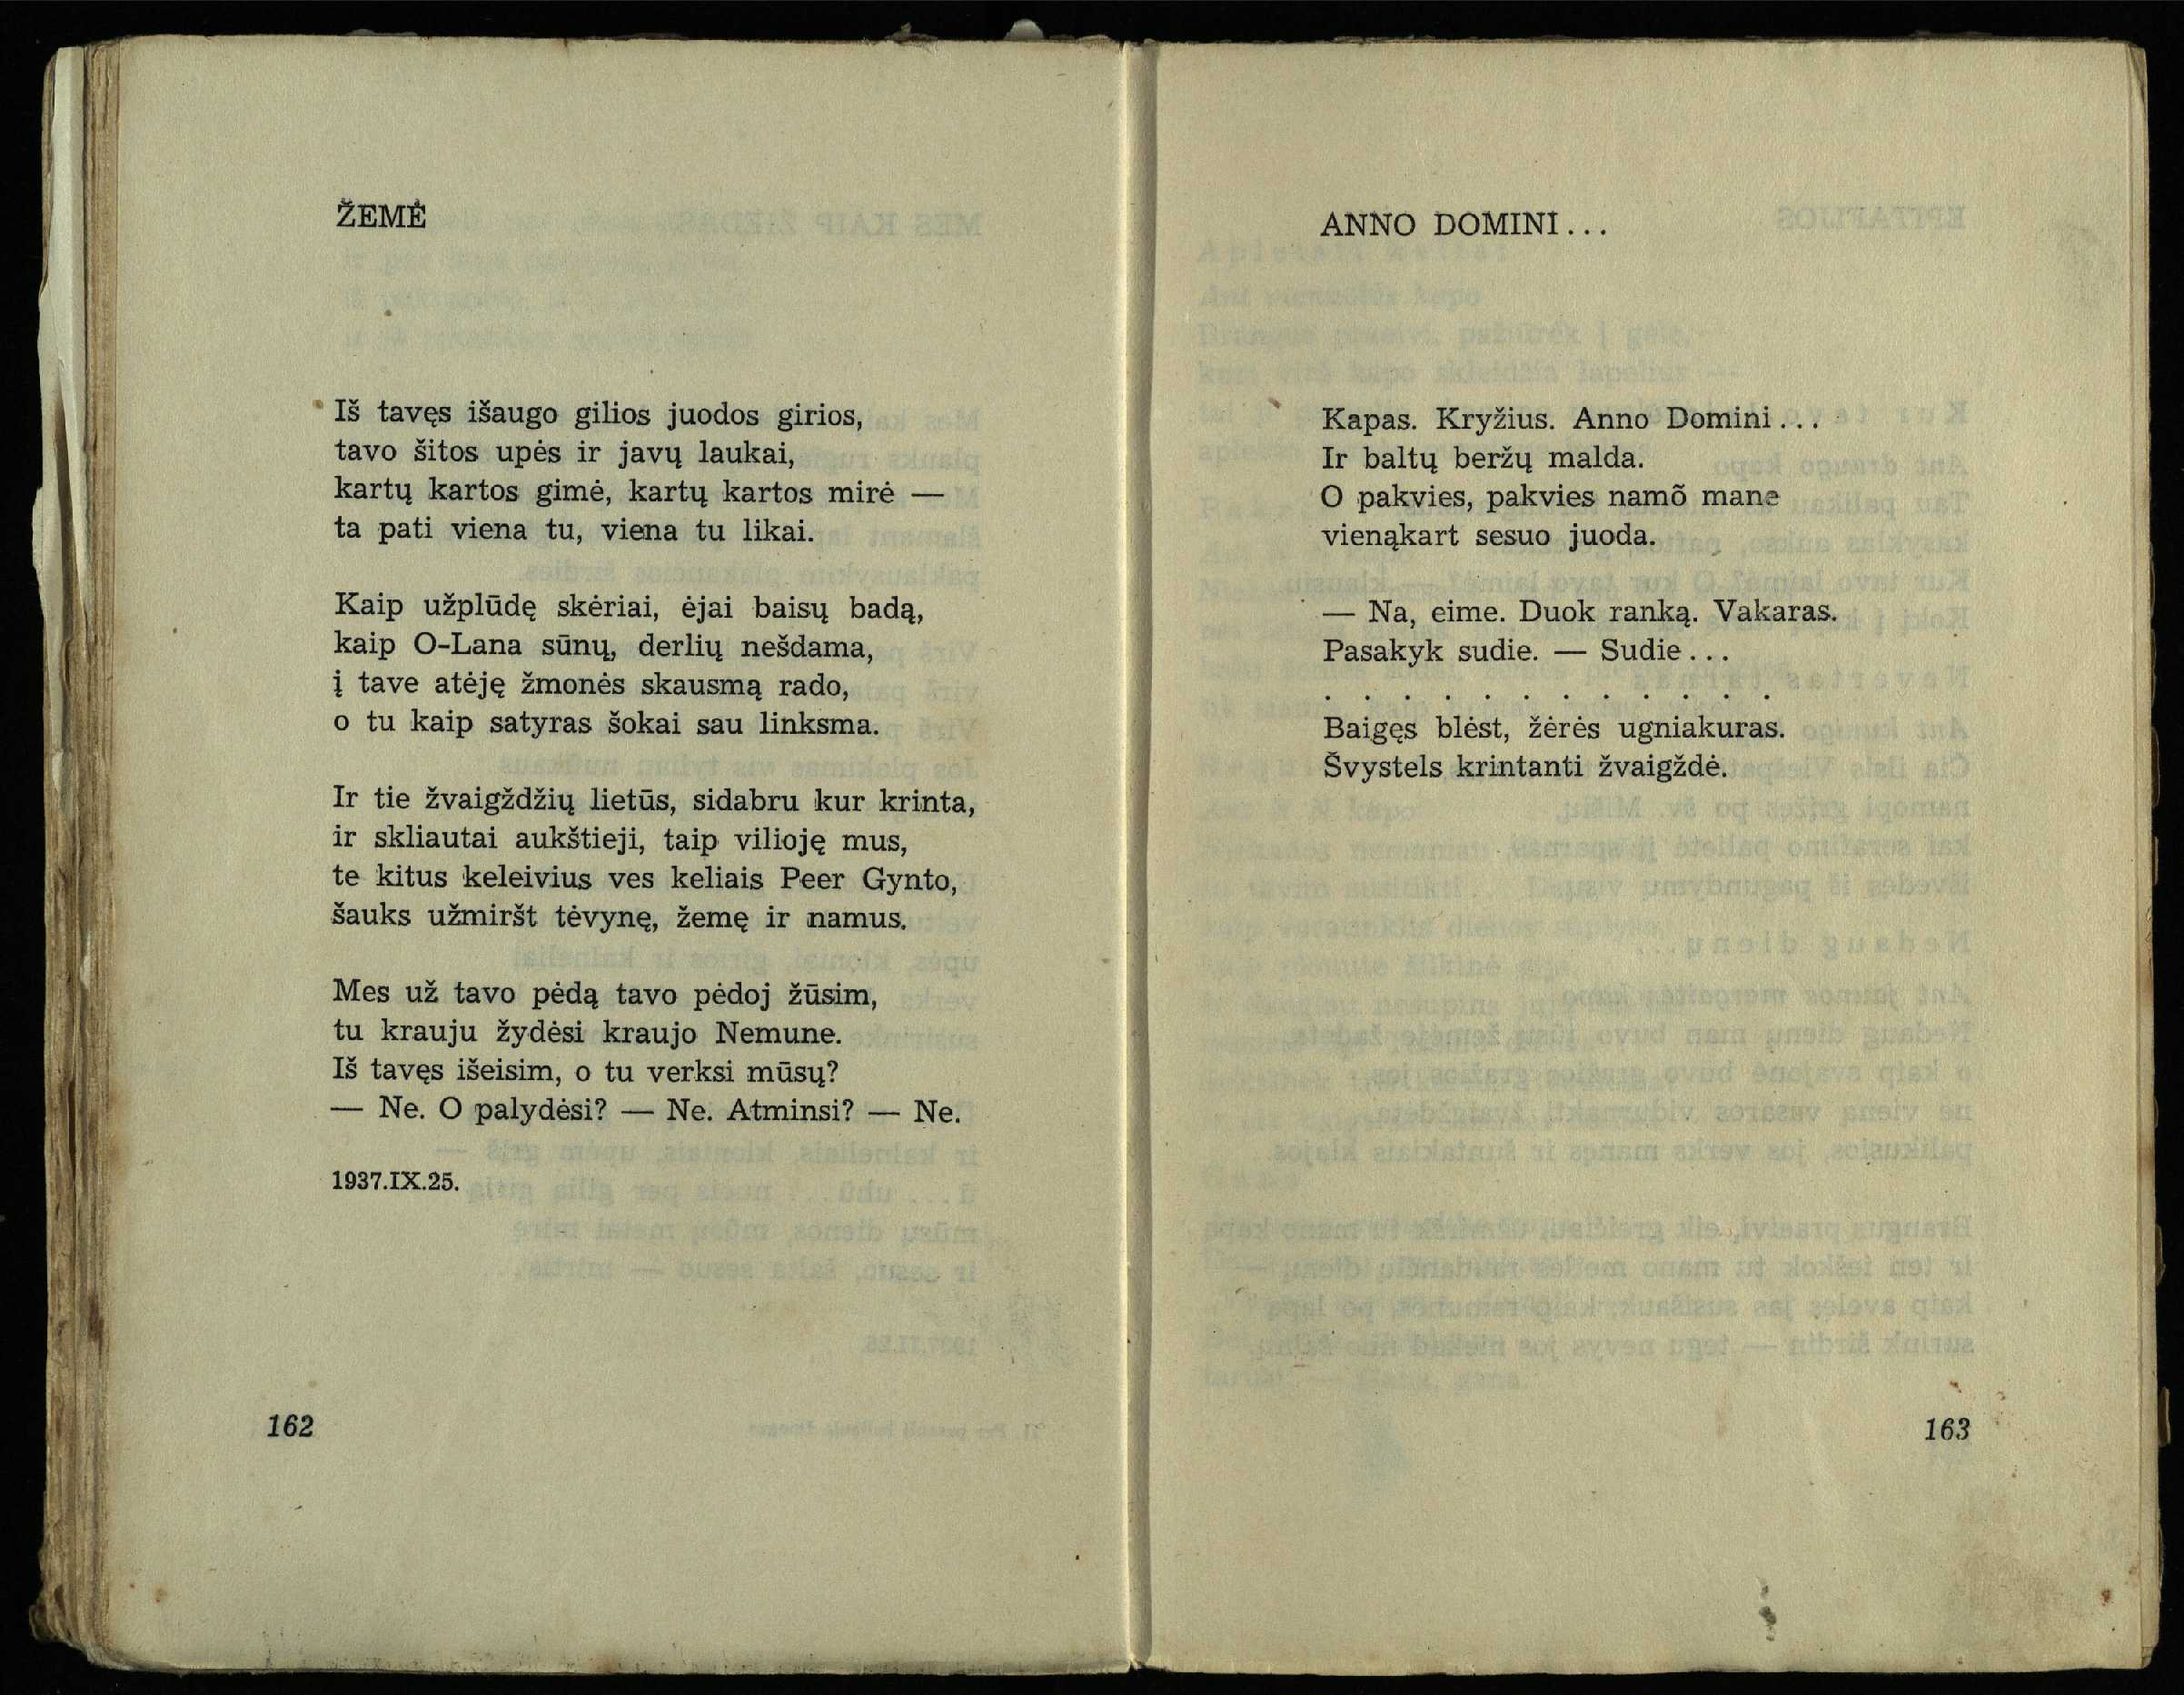 ŽEMĖ
Iš tavęs išaugo gilios juodos girios,
tavo šitos upės ir javų laukai,
kartų kartos gimė, kartų kartos mirė —
ta pati viena tu, viena tu likai.
Kaip užplūdę skėriai, ėjai baisų badą,
kaip O-Lana sūnų, derlių nešdama,
į tave atėję žmonės skausmą rado,
o tu kaip satyras šokai sau linksma.
Ir tie žvaigždžių lietūs, sidabru kur krinta,
ir skliautai aukštieji, taip vilioję mus,
te kitus keleivius ves keliais Peer Gynto,
šauks užmiršt tėvynę, žemę ir namus.
Mes už tavo pėdą tavo pėdoj žūsim,
tu krauju žydėsi kraujo Nemune.
Iš tavęs išeisim, o tu verksi mūsų?
— Ne. O palydėsi? — Ne. Atminsi? — Ne.
1937.IX.25.
162
ANNO DOMINI...
Kapas. Kryžius. Anno Domini...
Ir baltų beržų malda.
O pakvies, pakvies namõ mane
vienąkart sesuo juoda.
— Na, eime. Duok ranką. Vakaras.
Pasakyk sudie. — Sudie...
. . . . . . . . . . . .
Baigęs blėst, žėrės ugniakuras.
Švystels krintanti žvaigždė.
163